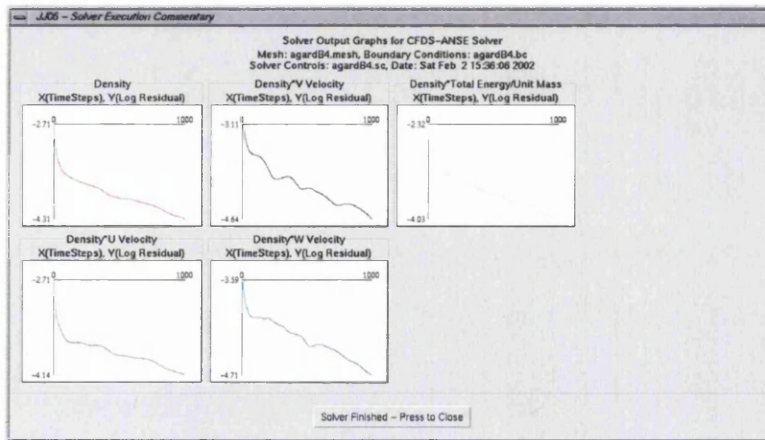 JJ06 - Solver Execution Commentary
Solver Output Graphs for CFDS-ANSE Solver
Mesh: agardB4.mesh, Boundary Conditions: agardB4.bc
Solver Controls: agardB4.sc, Date: Sat Feb 2 15:36:06 2002
Density
X(TimeSteps), Y(Log Residual)
-2.71
0
1000
-4.31
Density*V Velocity
X(TimeSteps), Y(Log Residual)
-3.11
0
1000
-4.64
Density*Total Energy/Unit Mass
X(TimeSteps), Y(Log Residual)
-2.32
0
1000
-4.03
Density*U Velocity
X(TimeSteps), Y(Log Residual)
-2.71
0
1000
-4.14
Density*W Velocity
X(TimeSteps), Y(Log Residual)
-3.59
0
1000
-4.71
Solver Finished - Press to Close